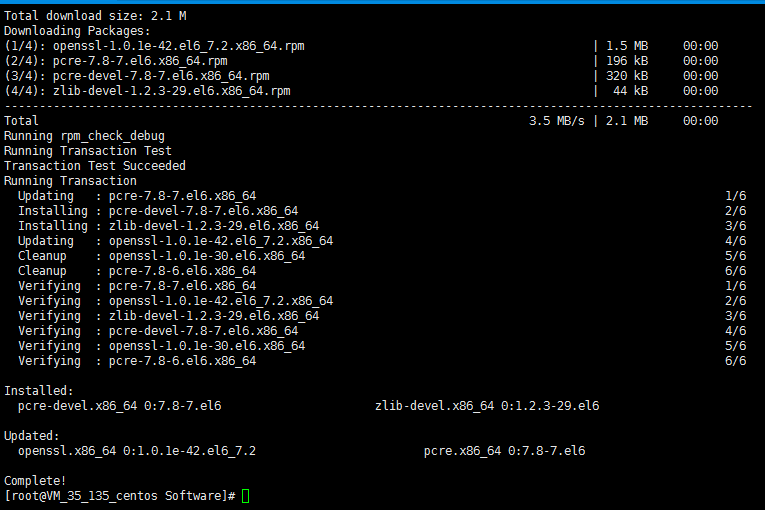 Total download size: 2.1 M
Downloading Packages:
(1/4): openssl-1.0.1e-42.el6_7.2.x86_64.rpm | 1.5 MB 00:00
(2/4): pcre-7.8-7.el6.x86_64.rpm | 196 kB 00:00
(3/4): pcre-devel-7.8-7.el6.x86_64.rpm | 320 kB 00:00
(4/4): zlib-devel-1.2.3-29.el6.x86_64.rpm | 44 kB 00:00
-----------------------------------------------------------------------------------------------------------
Total 3.5 MB/s | 2.1 MB 00:00
Running rpm_check_debug
Running Transaction Test
Transaction Test Succeeded
Running Transaction
Updating : pcre-7.8-7.el6.x86_64 1/6
Installing : pcre-devel-7.8-7.el6.x86_64 2/6
Installing : zlib-devel-1.2.3-29.el6.x86_64 3/6
Updating : openssl-1.0.1e-42.el6_7.2.x86_64 4/6
Cleanup : openssl-1.0.1e-30.el6.x86_64 5/6
Cleanup : pcre-7.8-6.el6.x86_64 6/6
Verifying : pcre-7.8-7.el6.x86_64 1/6
Verifying : openssl-1.0.1e-42.el6_7.2.x86_64 2/6
Verifying : zlib-devel-1.2.3-29.el6.x86_64 3/6
Verifying : pcre-devel-7.8-7.el6.x86_64 4/6
Verifying : openssl-1.0.1e-30.el6.x86_64 5/6
Verifying : pcre-7.8-6.el6.x86_64 6/6
Installed:
pcre-devel.x86_64 0:7.8-7.el6 zlib-devel.x86_64 0:1.2.3-29.el6
Updated:
openssl.x86_64 0:1.0.1e-42.el6_7.2 pcre.x86_64 0:7.8-7.el6
Complete!
[root@VM_35_135_centos Software]#